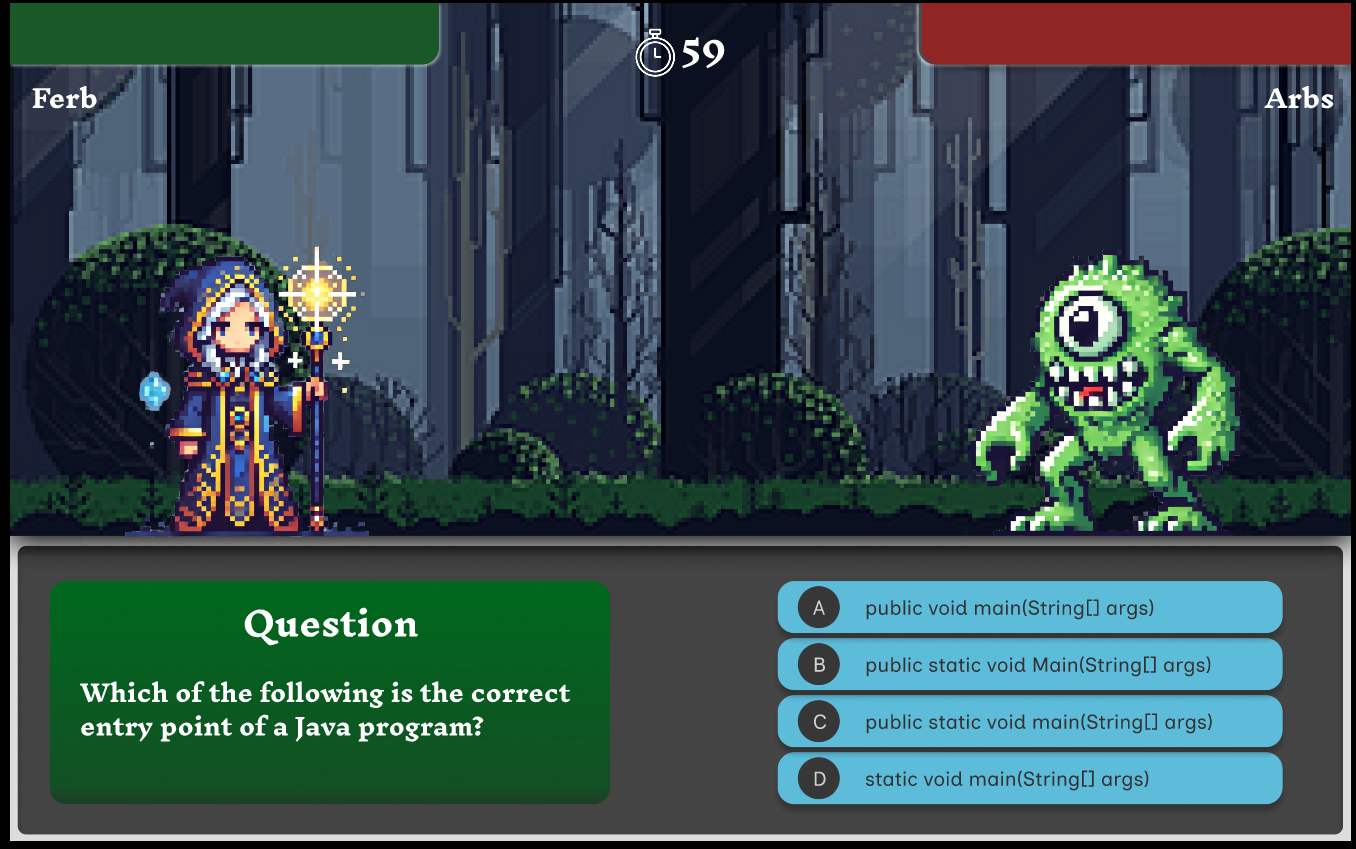 59
Ferb
Arbs
Question
Which of the following is the correct
entry point of a Java program?
A public void main(String[] args)
B public static void Main(String[] args)
C public static void main(String[] args)
D static void main(String[] args)